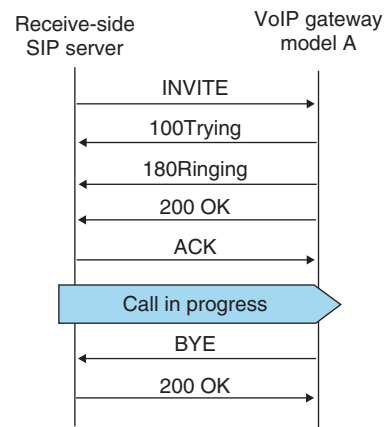 Receive-side
SIP server
VoIP gateway
model A
INVITE
100Trying
180Ringing
200 OK
ACK
Call in progress
BYE
200 OK